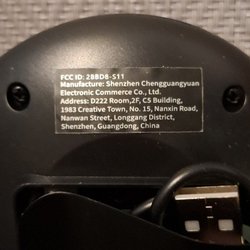 FCC ID: 2BBD8-S11
Manufacture: Shenzhen Chengguangyuan
Electronic Commerce Co., Ltd.
Address: D222 Room,2F, C5 Building,
1983 Creative Town, No. 15, Nanxin Road,
Nanwan Street, Longgang District,
Shenzhen, Guangdong, China